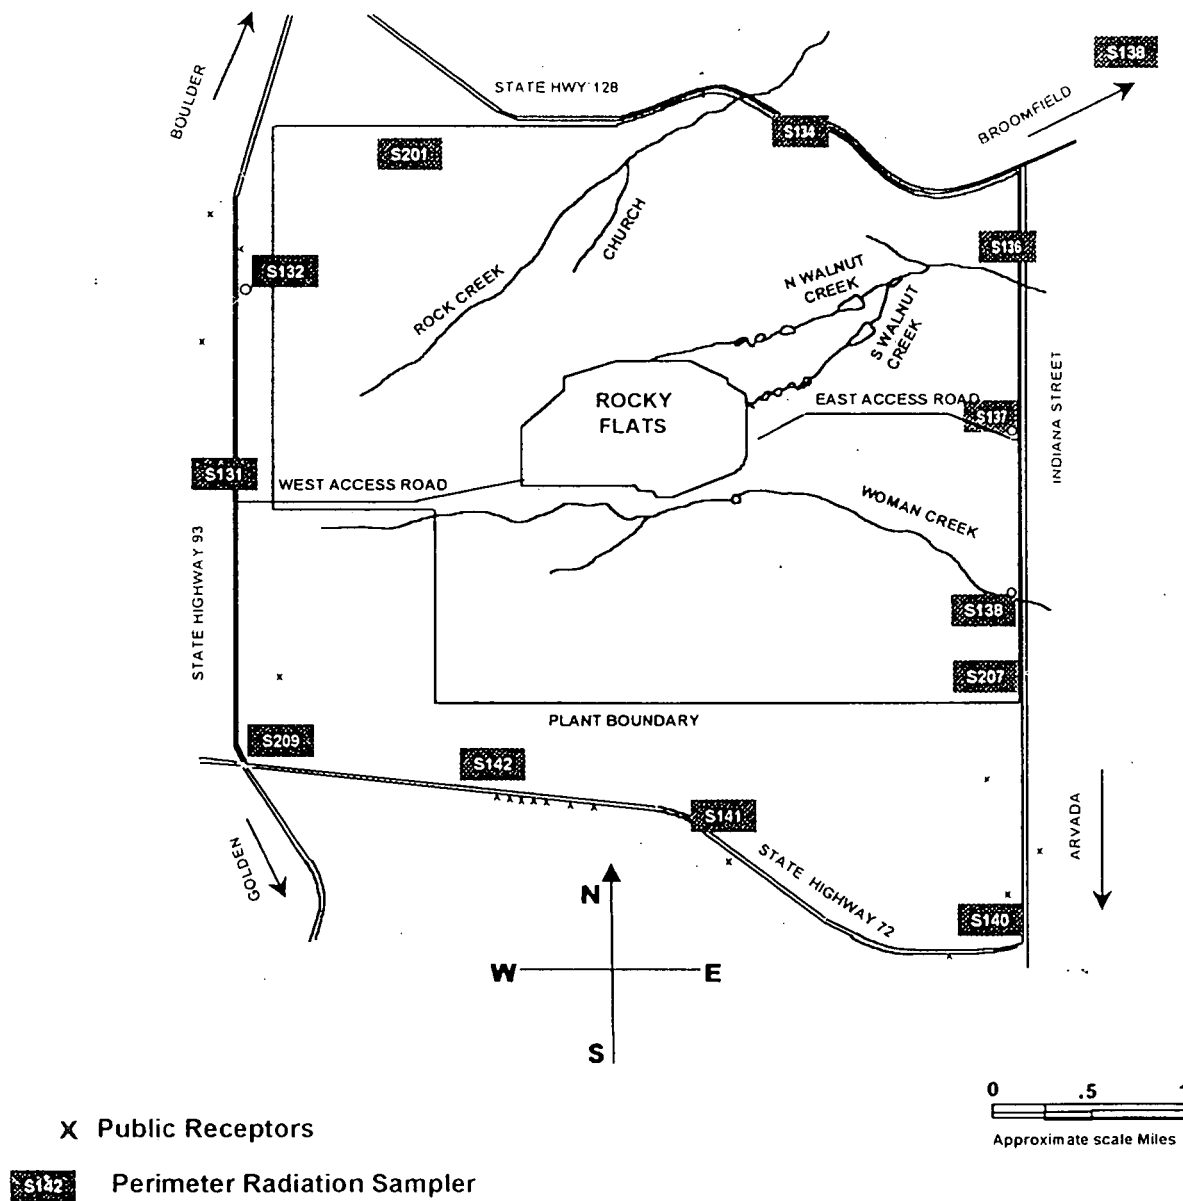 S138
BOULDER
STATE HWY 128
BROOMFIELD
S134
S201
CHURCH
S136
S132
ROCK CREEK
N WALNUT
CREEK
S WALNUT
CREEK
INDIANA STREET
ROCKY
FLATS
EAST ACCESS ROAD
S137
S131
WEST ACCESS ROAD
WOMAN CREEK
STATE HIGHWAY 93
S138
S207
PLANT BOUNDARY
S209
S142
S141
ARVADA
GOLDEN
STATE HIGHWAY 72
N
S140
W
E
S
0 .5 1
Approximate scale Miles
X Public Receptors
S142 Perimeter Radiation Sampler